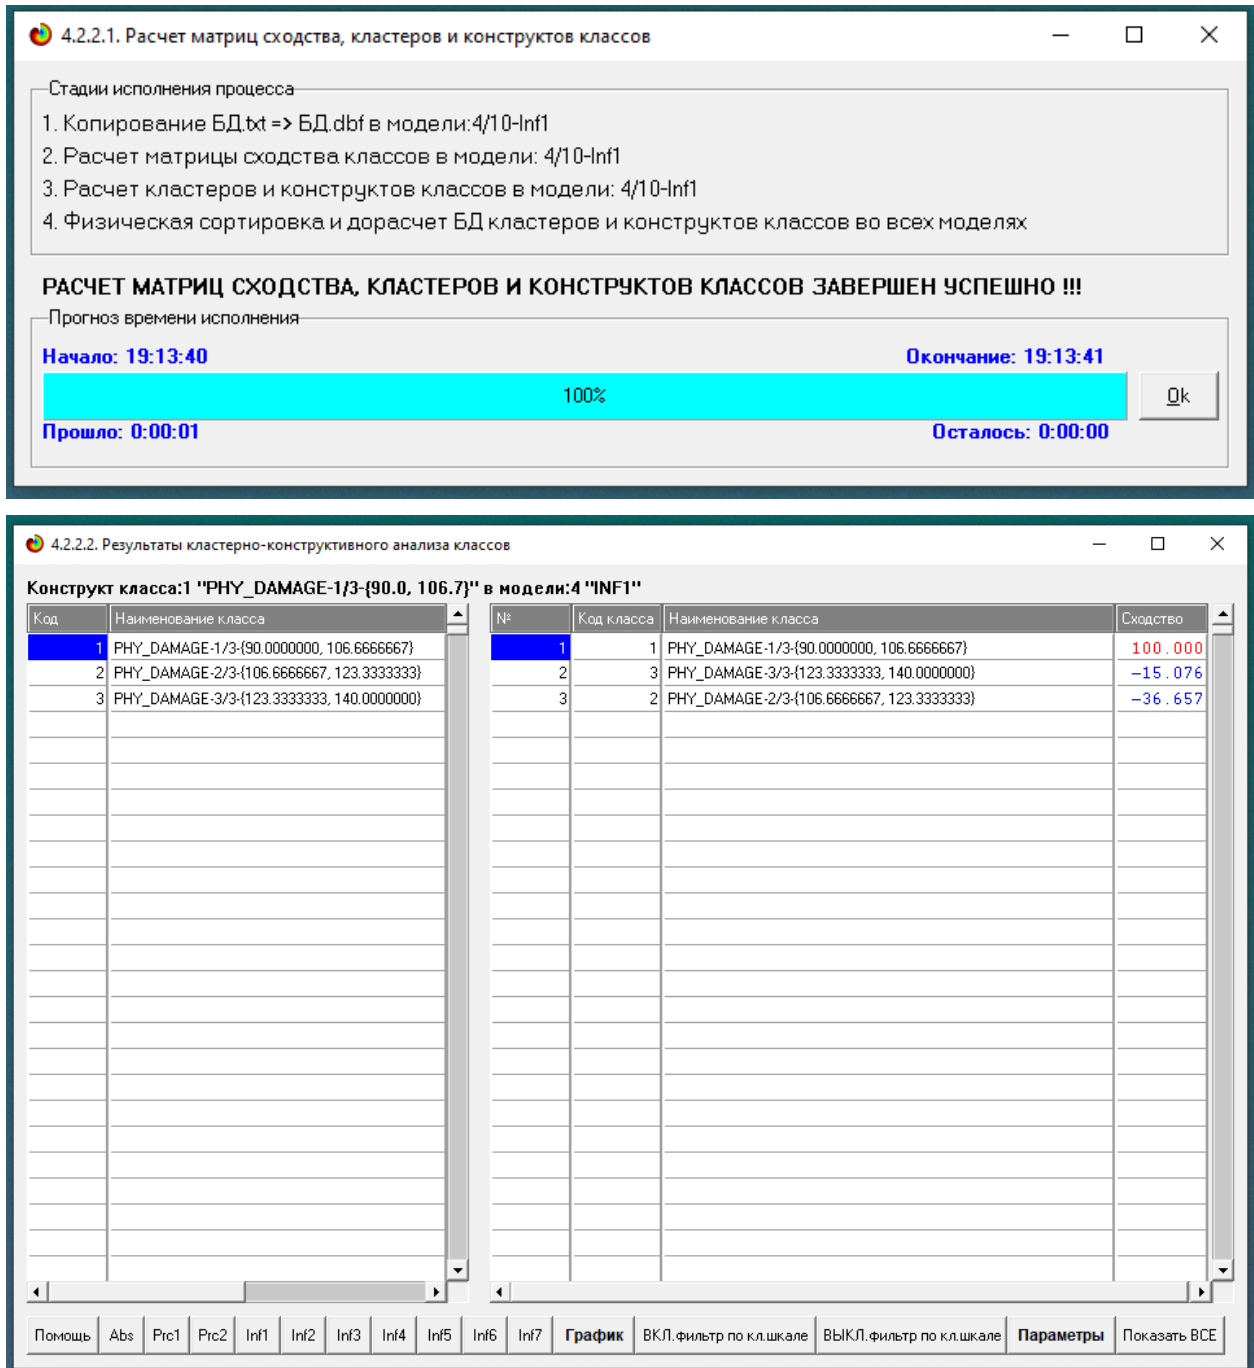 4.2.2.1. Расчет матриц сходства, кластеров и конструктов классов
Стадии исполнения процесса
1. Копирование БД.txt => БД.dbf в модели:4/10-Inf1
2. Расчет матрицы сходства классов в модели: 4/10-Inf1
3. Расчет кластеров и конструктов классов в модели: 4/10-Inf1
4. Физическая сортировка и дорасчет БД кластеров и конструктов классов во всех моделях
РАСЧЕТ МАТРИЦ СХОДСТВА, КЛАСТЕРОВ И КОНСТРУКТОВ КЛАССОВ ЗАВЕРШЕН УСПЕШНО !!!
Прогноз времени исполнения
Начало: 19:13:40 Окончание: 19:13:41
100% Ok
Прошло: 0:00:01 Осталось: 0:00:00
4.2.2.2. Результаты кластерно-конструктивного анализа классов
Конструкт класса:1 "PHY_DAMAGE-1/3-{90.0, 106.7}" в модели:4 "INF1"
Код Наименование класса № Код класса Наименование класса Сходство
1 PHY_DAMAGE-1/3-{90.0000000, 106.6666667} 1 1 PHY_DAMAGE-1/3-{90.0000000, 106.6666667} 100.000
2 PHY_DAMAGE-2/3-{106.6666667, 123.3333333} 2 3 PHY_DAMAGE-3/3-{123.3333333, 140.0000000} -15.076
3 PHY_DAMAGE-3/3-{123.3333333, 140.0000000} 3 2 PHY_DAMAGE-2/3-{106.6666667, 123.3333333} -36.657
Помощь Abs Prc1 Prc2 Inf1 Inf2 Inf3 Inf4 Inf5 Inf6 Inf7 График ВКЛ.фильтр по кл.шкале ВЫКЛ.фильтр по кл.шкале Параметры Показать ВСЕ